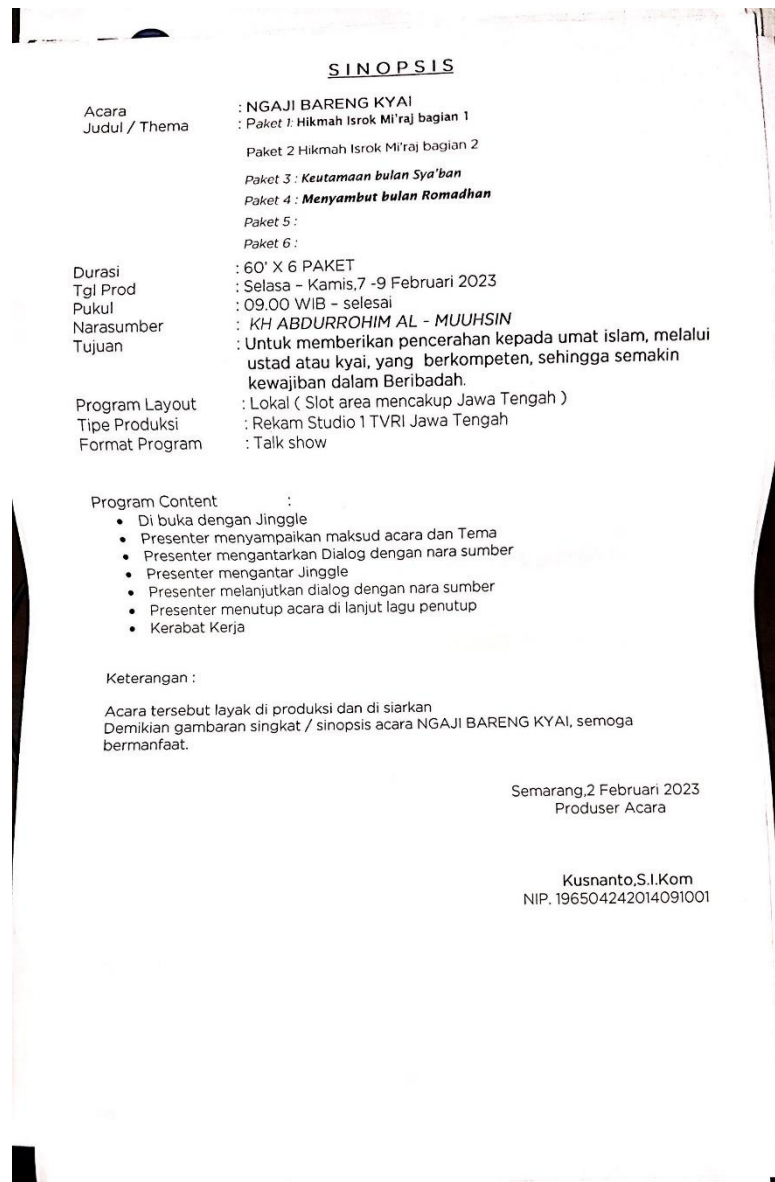 SINOPSIS
Acara : NGAJI BARENG KYAI
Judul / Thema : Paket 1: Hikmah Isrok Mi'raj bagian 1
Paket 2 Hikmah Isrok Mi'raj bagian 2
Paket 3 : Keutamaan bulan Sya'ban
Paket 4 : Menyambut bulan Romadhan
Paket 5 :
Paket 6 :
Durasi : 60' X 6 PAKET
Tgl Prod : Selasa – Kamis,7 -9 Februari 2023
Pukul : 09.00 WIB – selesai
Narasumber : KH ABDURROHIM AL - MUUHSIN
Tujuan : Untuk memberikan pencerahan kepada umat islam, melalui
ustad atau kyai, yang berkompeten, sehingga semakin
kewajiban dalam Beribadah.
Program Layout : Lokal ( Slot area mencakup Jawa Tengah )
Tipe Produksi : Rekam Studio 1 TVRI Jawa Tengah
Format Program : Talk show
Program Content :
• Di buka dengan Jinggle
• Presenter menyampaikan maksud acara dan Tema
• Presenter mengantarkan Dialog dengan nara sumber
• Presenter mengantar Jinggle
• Presenter melanjutkan dialog dengan nara sumber
• Presenter menutup acara di lanjut lagu penutup
• Kerabat Kerja
Keterangan :
Acara tersebut layak di produksi dan di siarkan
Demikian gambaran singkat / sinopsis acara NGAJI BARENG KYAI, semoga
bermanfaat.
Semarang,2 Februari 2023
Produser Acara
Kusnanto,S.I.Kom
NIP. 196504242014091001